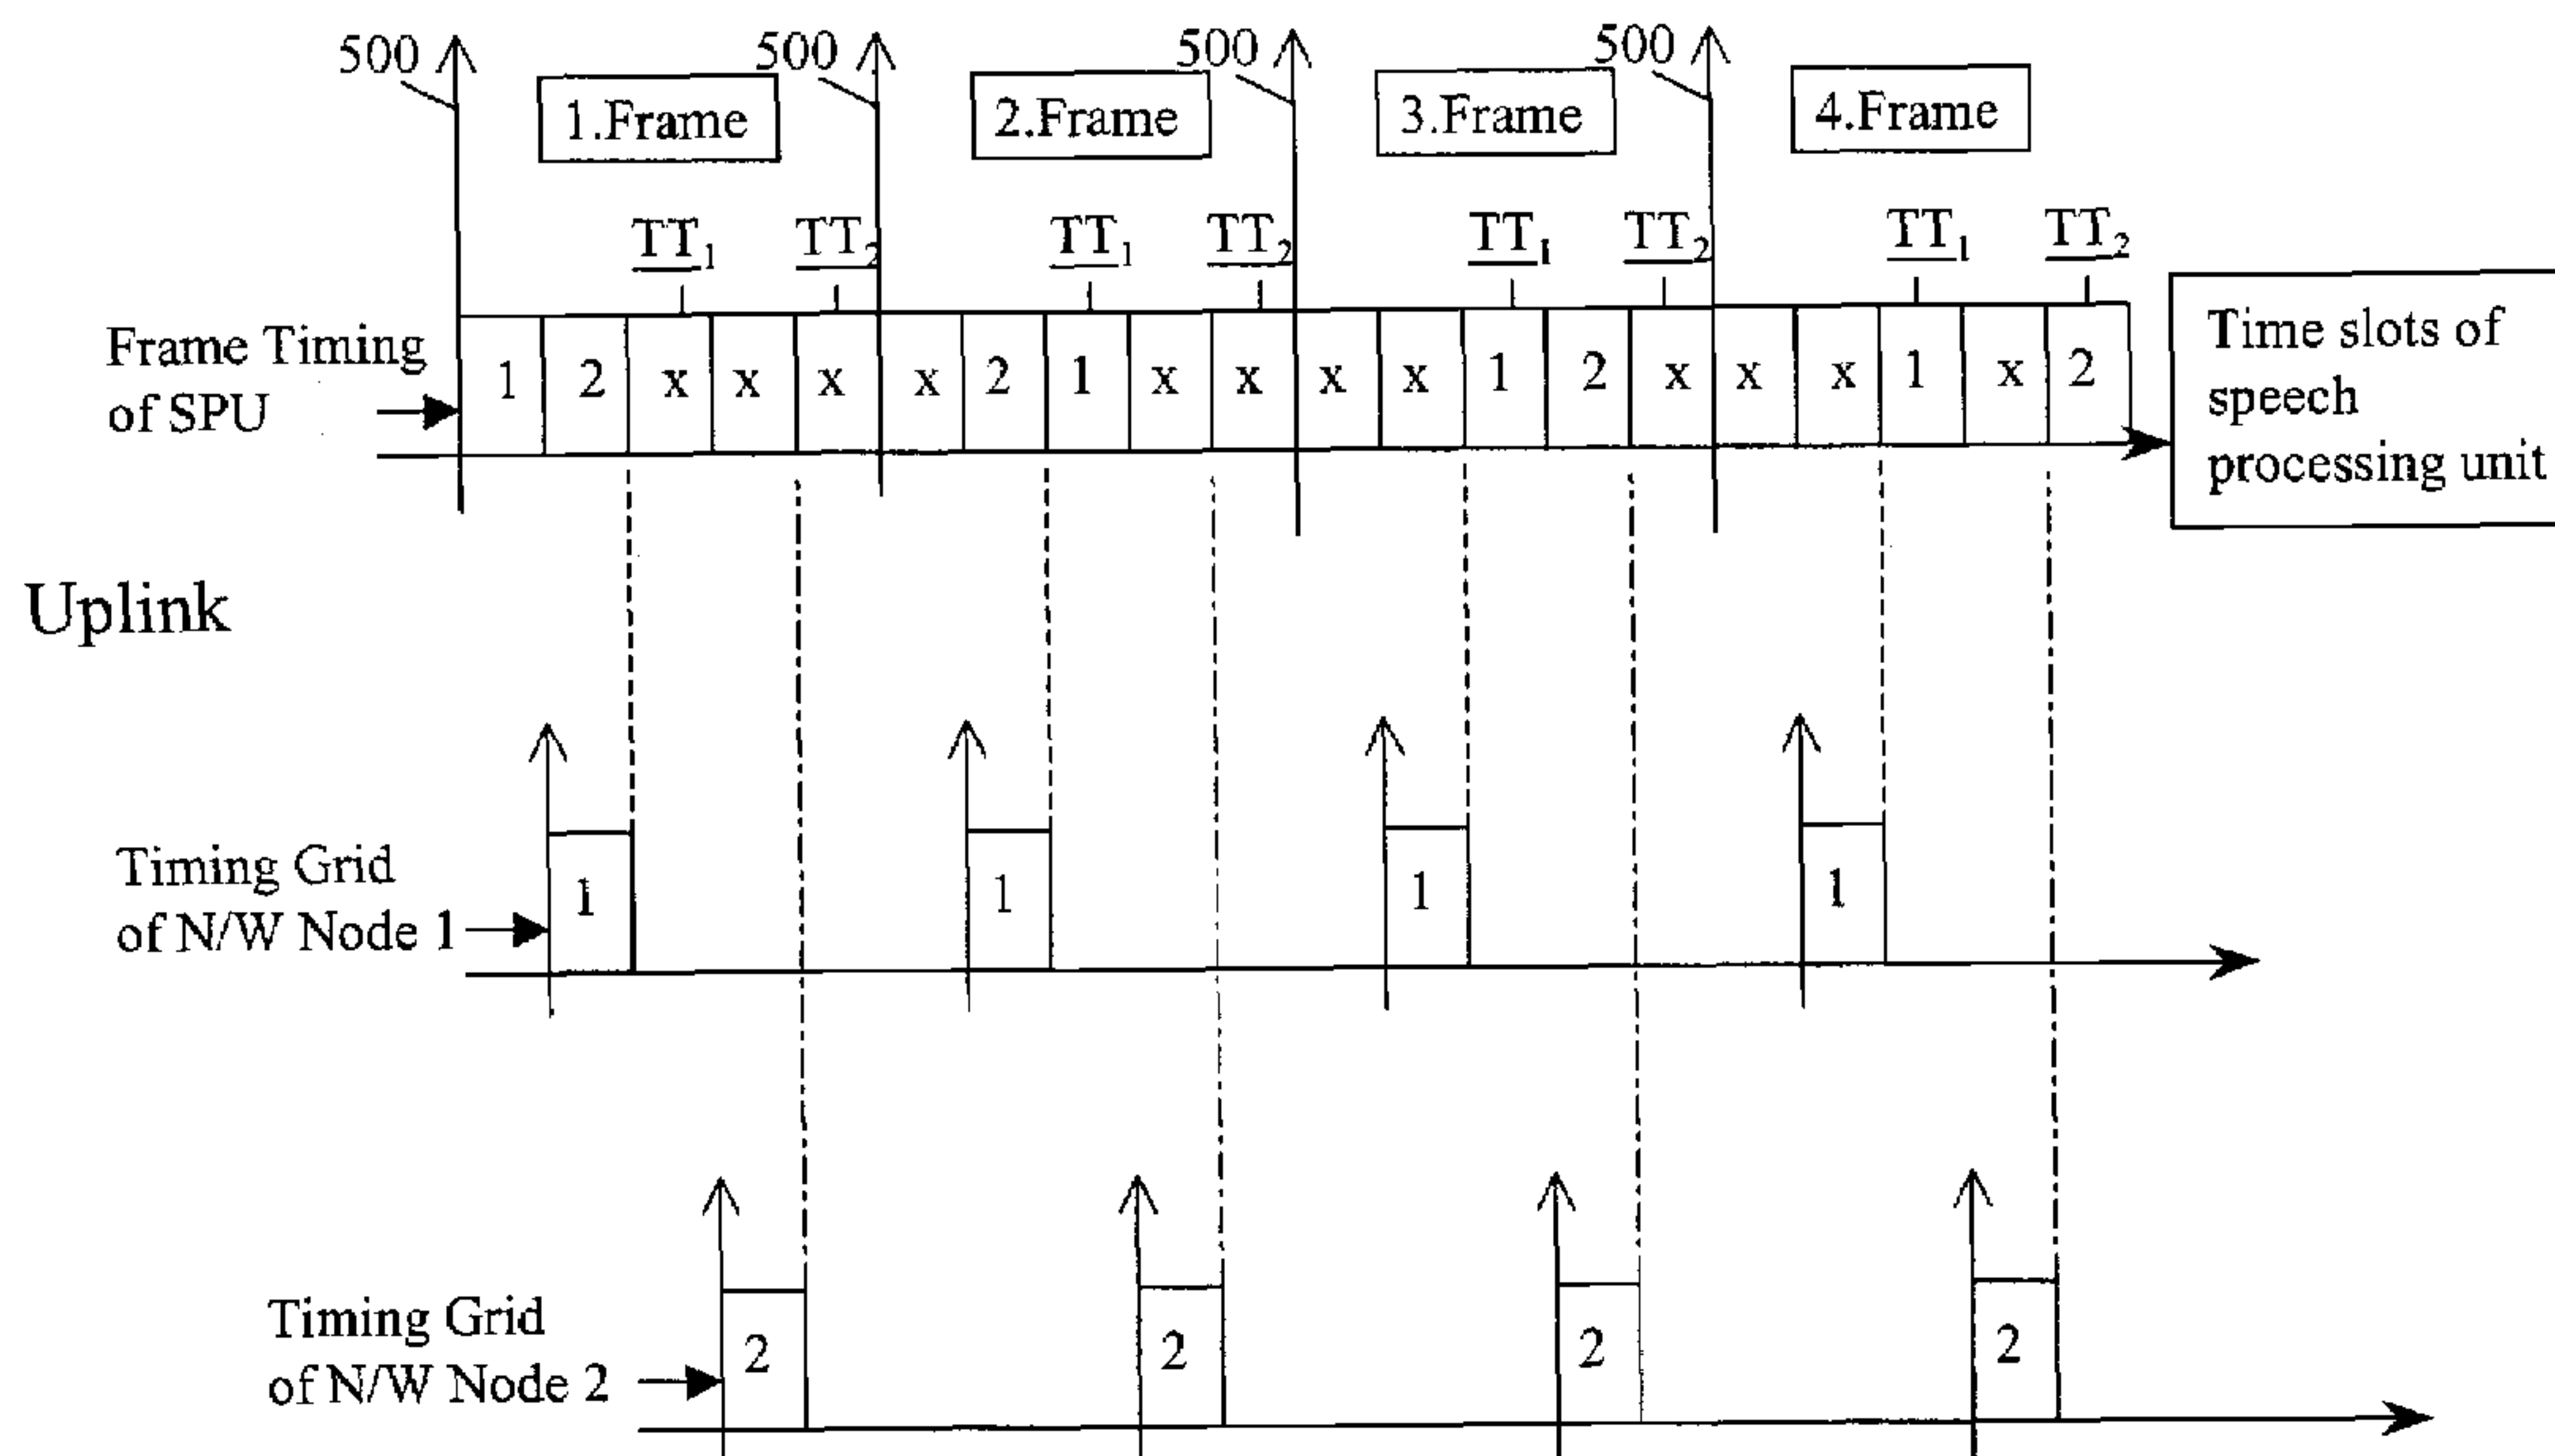 500 500 500 500
1.Frame 2.Frame 3.Frame 4.Frame
TT1 TT2 TT1 TT2 TT1 TT2 TT1 TT2
Frame Timing
of SPU
1 2 x x x x 2 1 x x x x 1 2 x x x 1 x 2
Time slots of
speech
processing unit
Uplink
Timing Grid
of N/W Node 1
1 1 1 1
Timing Grid
of N/W Node 2
2 2 2 2